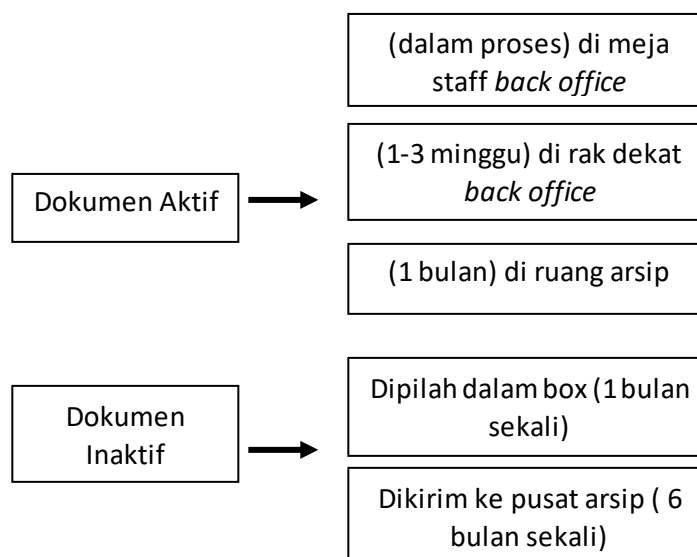 (dalam proses) di meja
staff back office
(1-3 minggu) di rak dekat
back office
Dokumen Aktif
(1 bulan) di ruang arsip
Dipilah dalam box (1 bulan
sekali)
Dokumen
Inaktif
Dikirim ke pusat arsip ( 6
bulan sekali)